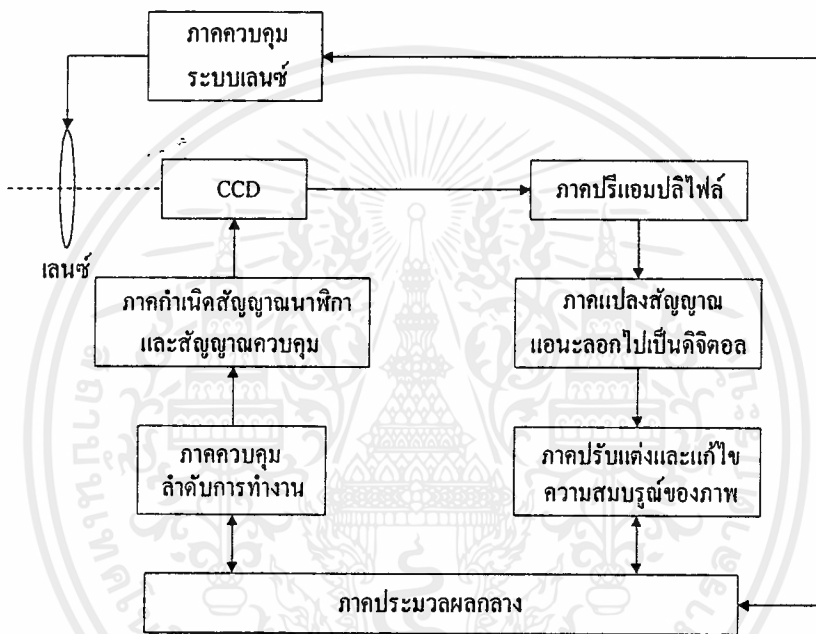 ภาคควบคุม
ระบบเลนซ์
CCD
ภาคปรีแอมปลิไฟล์
เลนซ์
ภาคกำเนิดสัญญาณนาฬิกา
และสัญญาณควบคุม
ภาคแปลงสัญญาณ
แอนะลอกไปเป็นดิจิตอล
ภาคควบคุม
ลำดับการทำงาน
ภาคปรับแต่งและแก้ไข
ความสมบรูณ์ของภาพ
ภาคประมวลผลกลาง